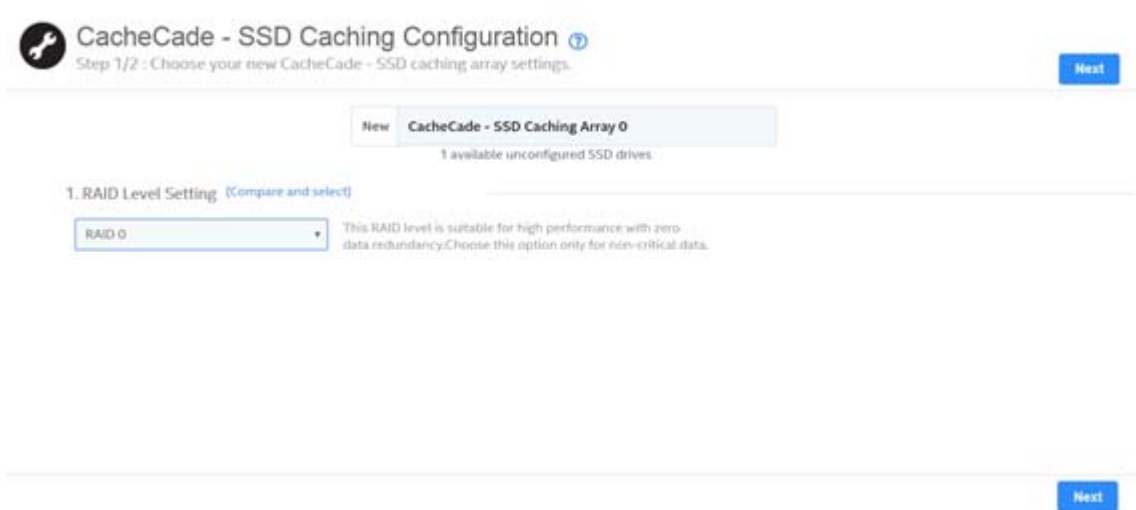 CacheCade - SSD Caching Configuration ?
Step 1/2 : Choose your new CacheCade - SSD caching array settings.
Next
New CacheCade - SSD Caching Array 0
1 available unconfigured SSD drives
1. RAID Level Setting [Compare and select]
RAID 0
This RAID level is suitable for high performance with zero
data redundancy.Choose this option only for non-critical data.
Next